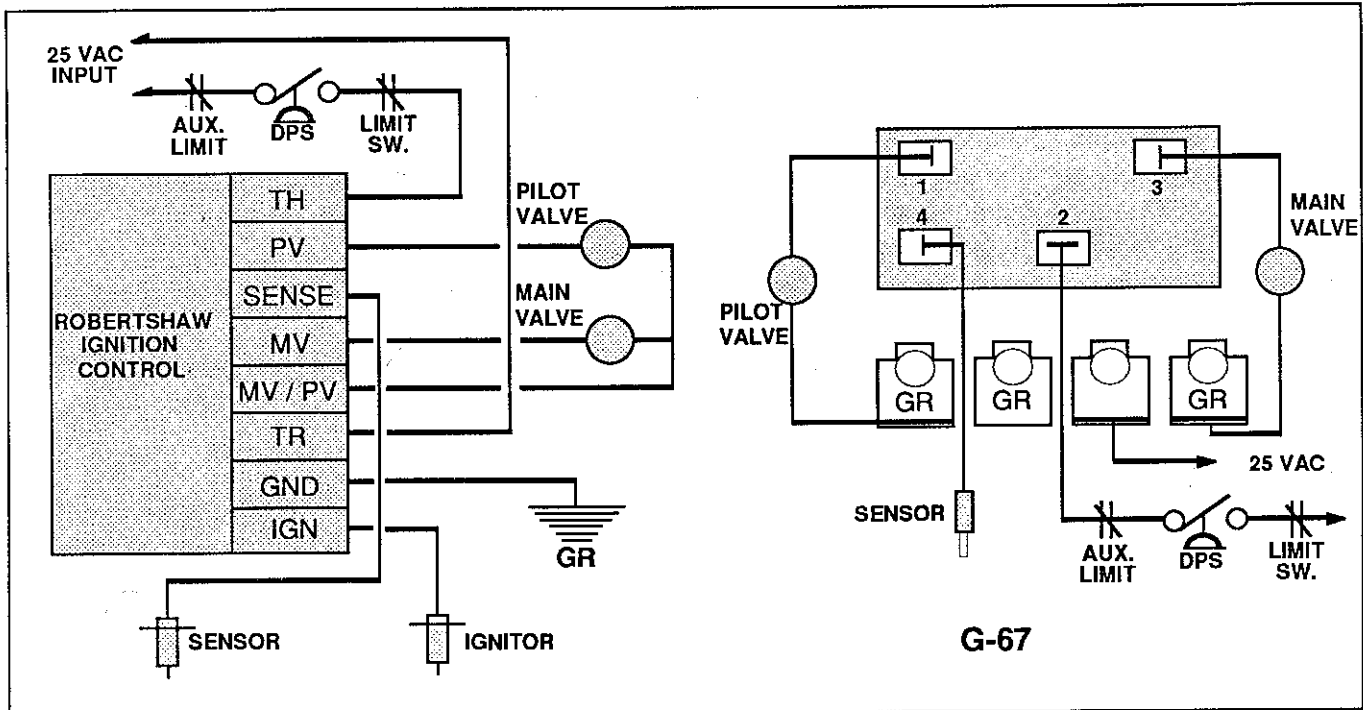 25 VAC
INPUT
AUX.
LIMIT
DPS
LIMIT
SW.
ROBERTSHAW
IGNITION
CONTROL
TH
PV
SENSE
MV
MV / PV
TR
GND
IGN
PILOT
VALVE
MAIN
VALVE
GR
SENSOR
IGNITOR
1
3
4
2
PILOT
VALVE
MAIN
VALVE
GR
GR
GR
25 VAC
SENSOR
AUX.
LIMIT
DPS
LIMIT
SW.
G-67